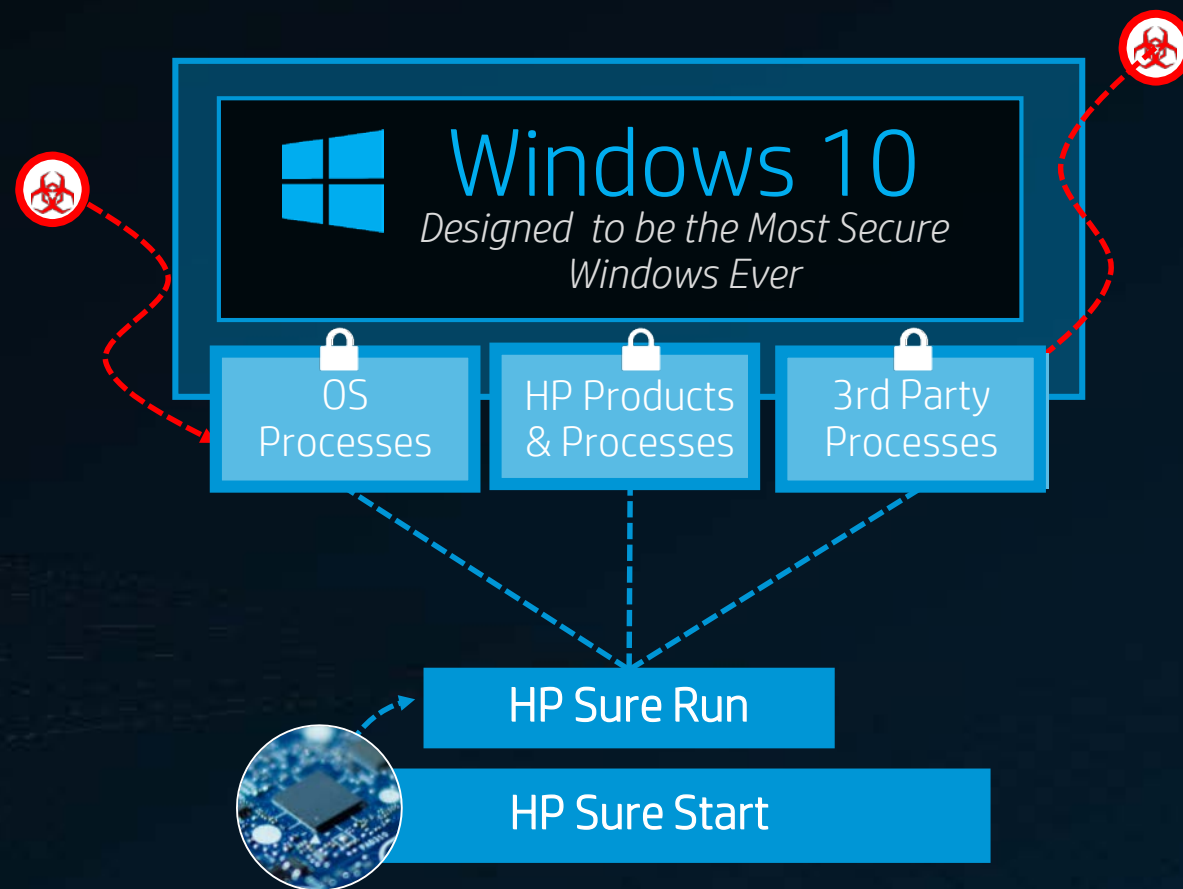 Windows 10
Designed to be the Most Secure
Windows Ever
OS
Processes
HP Products
& Processes
3rd Party
Processes
HP Sure Run
HP Sure Start